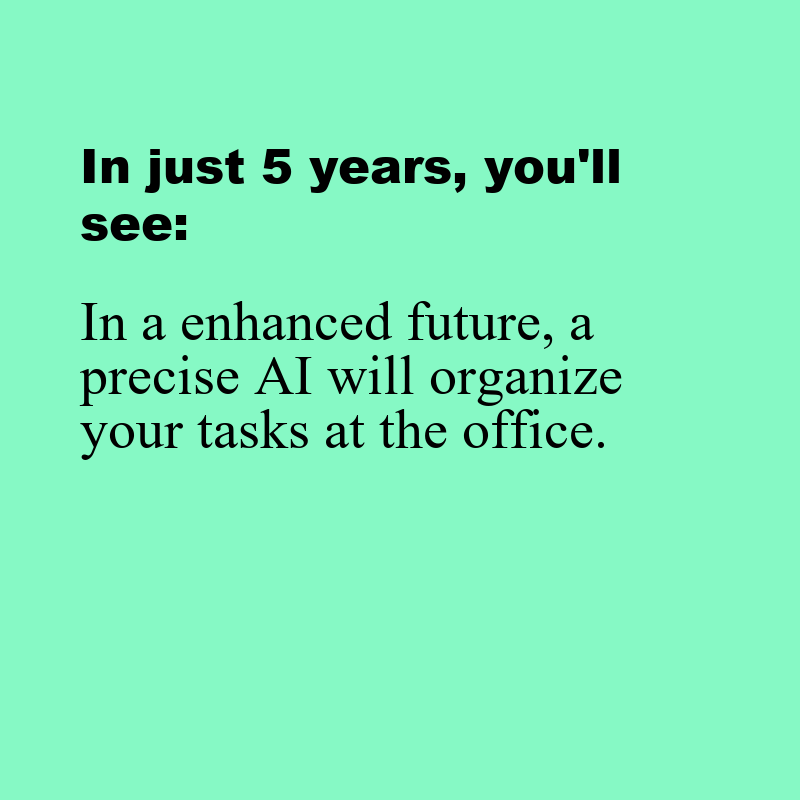 In just 5 years, you'll
see:
In a enhanced future, a
precise AI will organize
your tasks at the office.